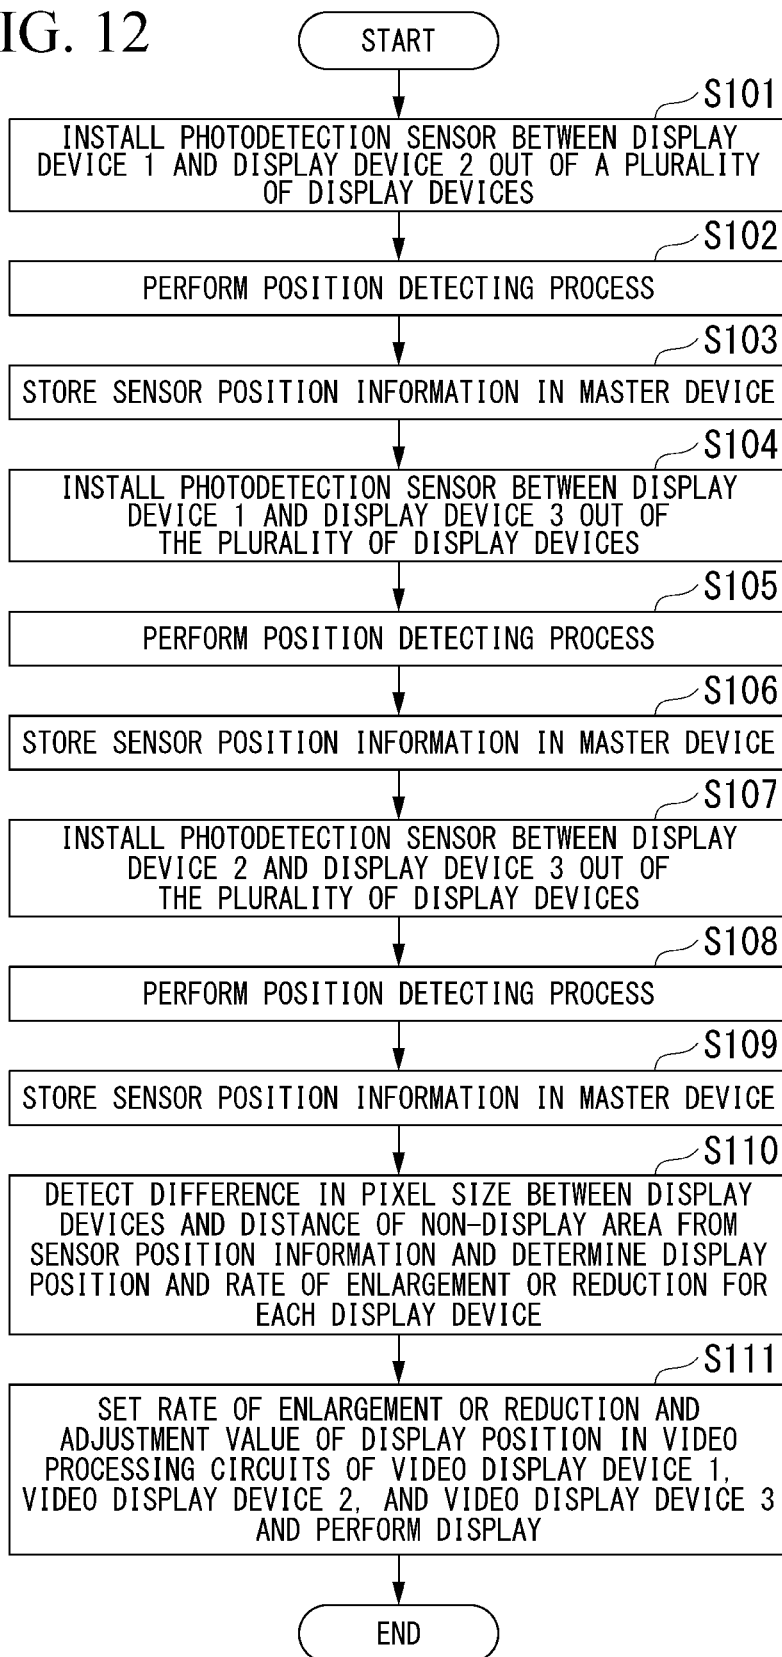 IG. 12
START
S101
INSTALL PHOTODETECTION SENSOR BETWEEN DISPLAY
DEVICE 1 AND DISPLAY DEVICE 2 OUT OF A PLURALITY
OF DISPLAY DEVICES
S102
PERFORM POSITION DETECTING PROCESS
S103
STORE SENSOR POSITION INFORMATION IN MASTER DEVICE
S104
INSTALL PHOTODETECTION SENSOR BETWEEN DISPLAY
DEVICE 1 AND DISPLAY DEVICE 3 OUT OF
THE PLURALITY OF DISPLAY DEVICES
S105
PERFORM POSITION DETECTING PROCESS
S106
STORE SENSOR POSITION INFORMATION IN MASTER DEVICE
S107
INSTALL PHOTODETECTION SENSOR BETWEEN DISPLAY
DEVICE 2 AND DISPLAY DEVICE 3 OUT OF
THE PLURALITY OF DISPLAY DEVICES
S108
PERFORM POSITION DETECTING PROCESS
S109
STORE SENSOR POSITION INFORMATION IN MASTER DEVICE
S110
DETECT DIFFERENCE IN PIXEL SIZE BETWEEN DISPLAY
DEVICES AND DISTANCE OF NON-DISPLAY AREA FROM
SENSOR POSITION INFORMATION AND DETERMINE DISPLAY
POSITION AND RATE OF ENLARGEMENT OR REDUCTION FOR
EACH DISPLAY DEVICE
S111
SET RATE OF ENLARGEMENT OR REDUCTION AND
ADJUSTMENT VALUE OF DISPLAY POSITION IN VIDEO
PROCESSING CIRCUITS OF VIDEO DISPLAY DEVICE 1,
VIDEO DISPLAY DEVICE 2, AND VIDEO DISPLAY DEVICE 3
AND PERFORM DISPLAY
END